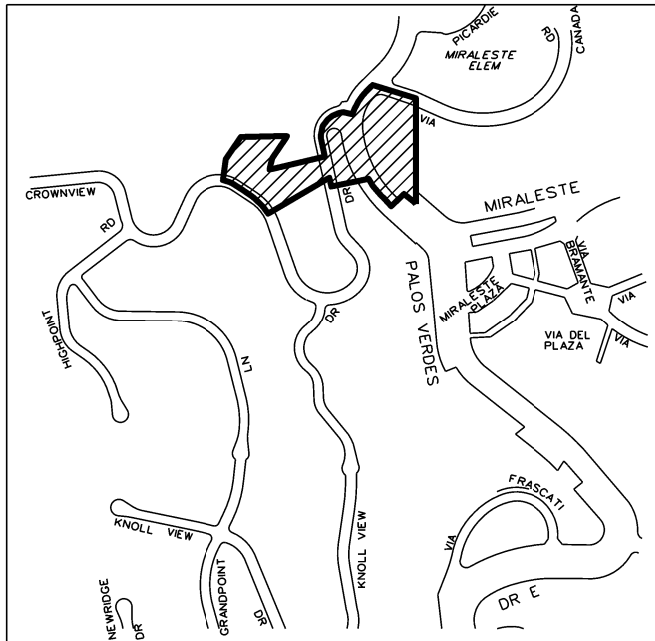 PICARDIE
RD
CANADA
MIRALESTE
ELEM
VIA
CROWNVIEW
RD
DR
MIRALESTE
PALOS VERDES
MIRALESTE
PLAZA
VIA
BRAMANTE
VIA
VIA DEL
PLAZA
VIA
HIGHPOINT
LN
DR
KNOLL VIEW
GRANDPOINT
DR
KNOLL VIEW
FRASCATI
VIA
DR E
NEWRIDGE
DR